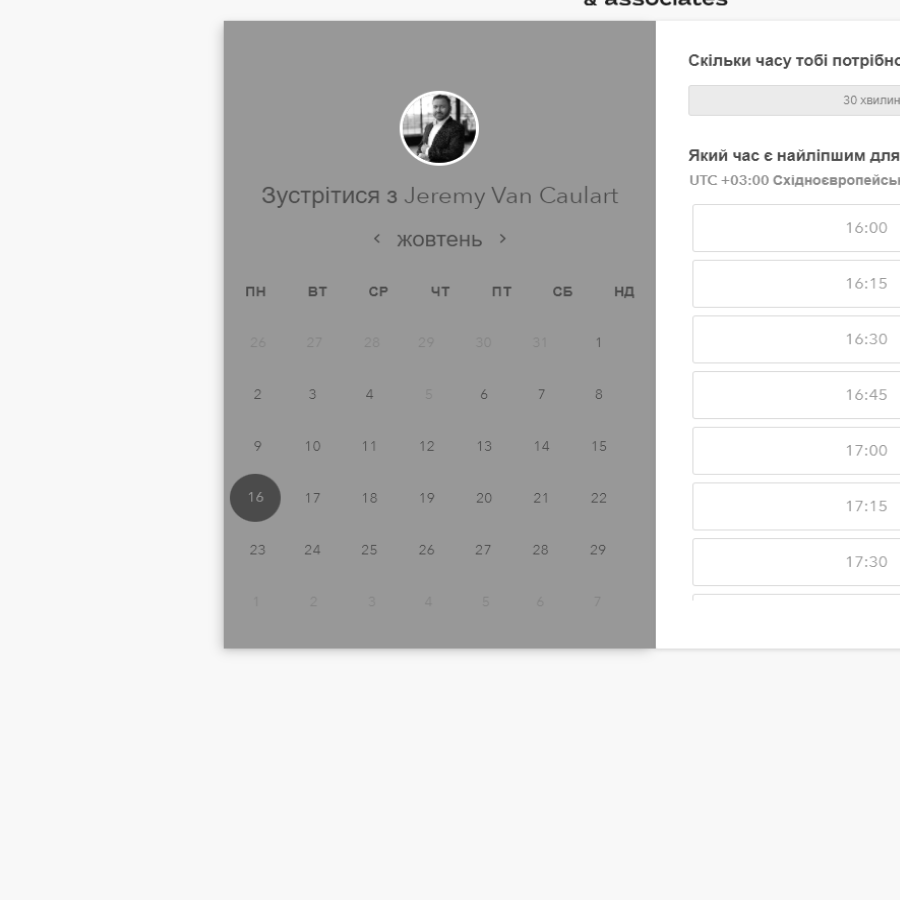 & associates
Зустрітися з Jeremy Van Caulart
‹ жовтень ›
ПН ВТ СР ЧТ ПТ СБ НД
26 27 28 29 30 31 1
2 3 4 5 6 7 8
9 10 11 12 13 14 15
16 17 18 19 20 21 22
23 24 25 26 27 28 29
1 2 3 4 5 6 7
Скільки часу тобі потрібно
30 хвилин
Який час є найліпшим для
UTC +03:00 Східноєвропейськ
16:00
16:15
16:30
16:45
17:00
17:15
17:30